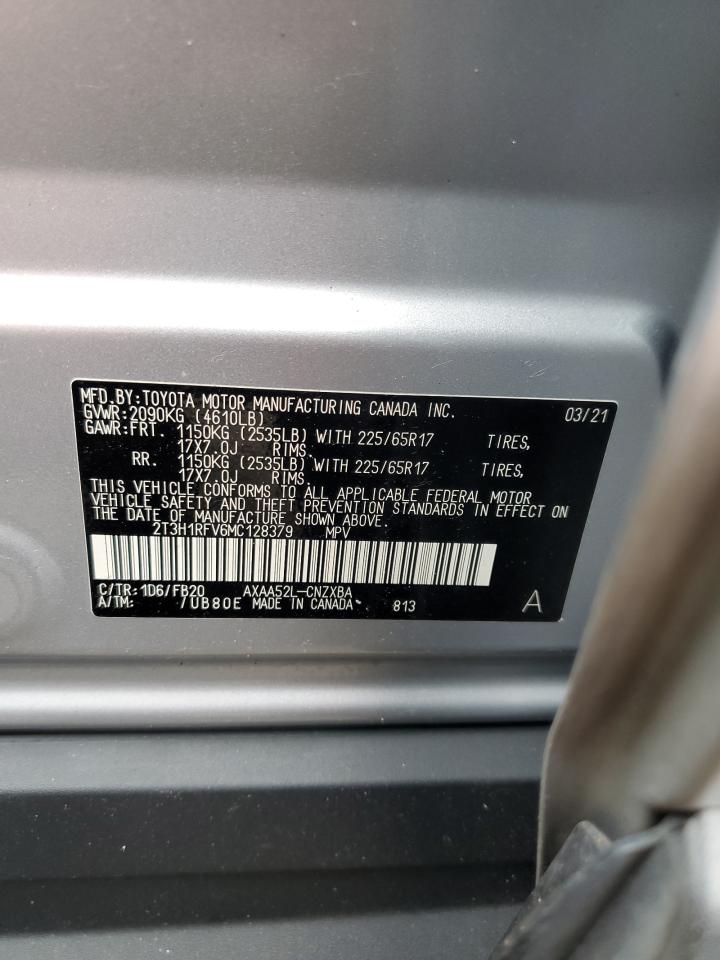 MFD.BY:TOYOTA MOTOR MANUFACTURING CANADA INC.
GVWR:2090KG (4610LB) 03/21
GAWR:FRT. 1150KG (2535LB) WITH 225/65R17 TIRES,
17X7.0J RIMS.
RR. 1150KG (2535LB) WITH 225/65R17 TIRES,
17X7.0J RIMS.
THIS VEHICLE CONFORMS TO ALL APPLICABLE FEDERAL MOTOR
VEHICLE SAFETY AND THEFT PREVENTION STANDARDS IN EFFECT ON
THE DATE OF MANUFACTURE SHOWN ABOVE.
2T3H1RFV6MC128379 MPV
C/TR:1D6/FB20 AXAA52L-CNZXBA
A/TM: /UB80E MADE IN CANADA 813 A